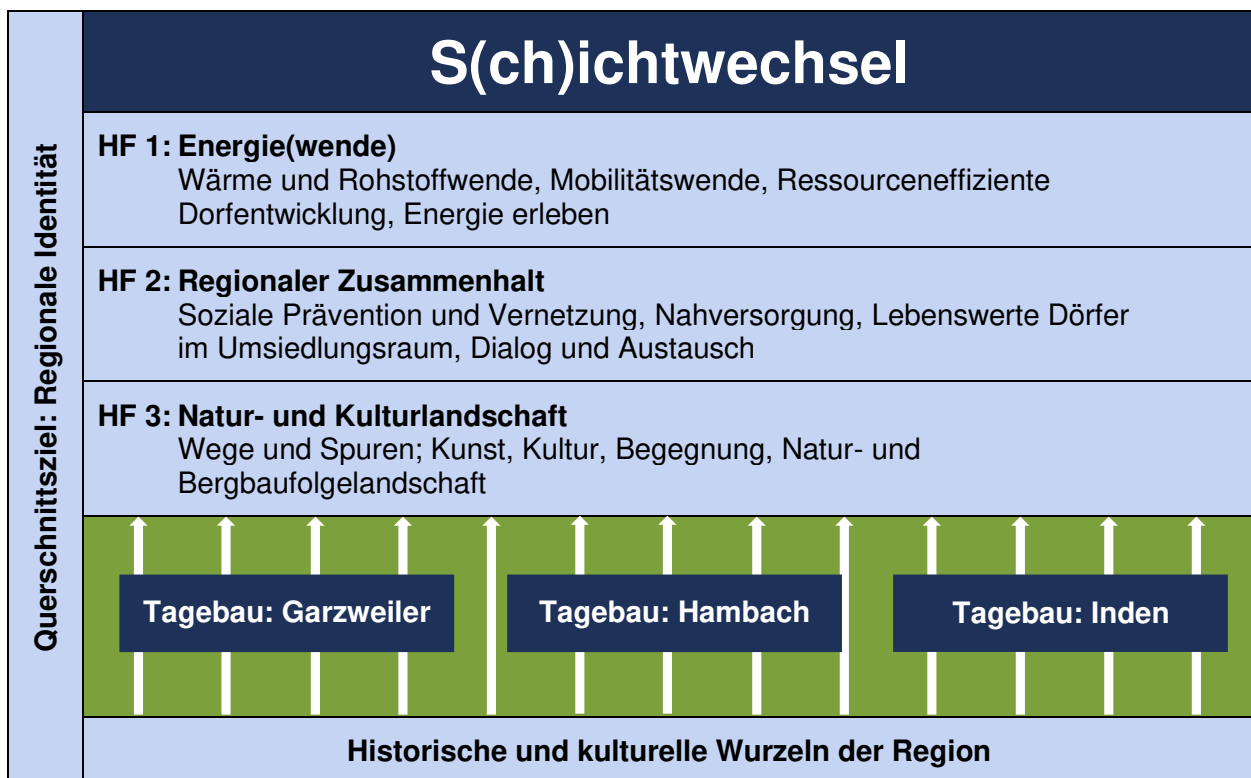 S(ch)ichtwechsel
Querschnittsziel: Regionale Identität
HF 1: Energie(wende)
Wärme und Rohstoffwende, Mobilitätswende, Ressourceneffiziente
Dorfentwicklung, Energie erleben
HF 2: Regionaler Zusammenhalt
Soziale Prävention und Vernetzung, Nahversorgung, Lebenswerte Dörfer
im Umsiedlungsraum, Dialog und Austausch
HF 3: Natur- und Kulturlandschaft
Wege und Spuren; Kunst, Kultur, Begegnung, Natur- und
Bergbaufolgelandschaft
Tagebau: Garzweiler
Tagebau: Hambach
Tagebau: Inden
Historische und kulturelle Wurzeln der Region